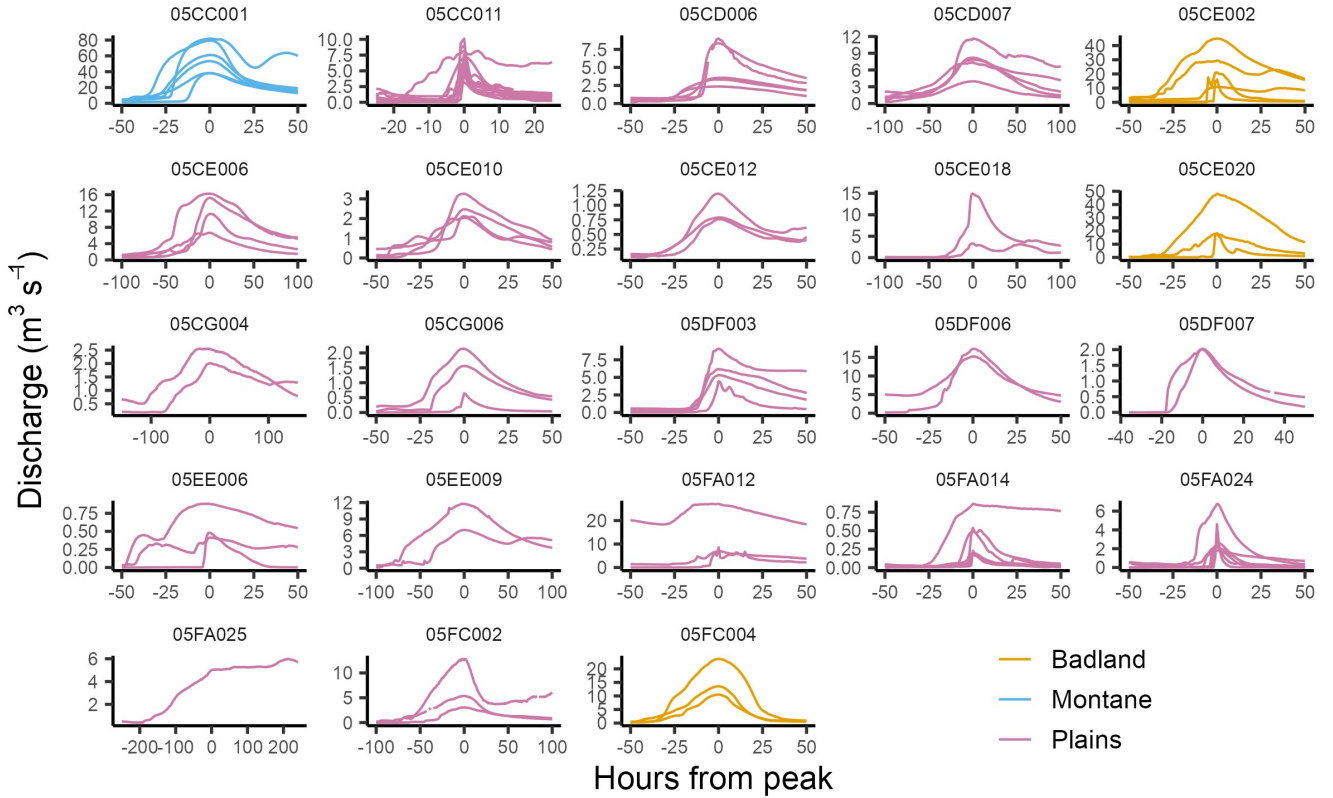 05CC001 05CC011 05CD006 05CD007 05CE002
80 60 40 20 0
-50 -25 0 25 50
10.0 7.5 5.0 2.5 0.0
-20 -10 0 10 20
7.5 5.0 2.5 0.0
-50 -25 0 25 50
12 9 6 3 0
-100 -50 0 50 100
40 30 20 10 0
-50 -25 0 25 50
05CE006 05CE010 05CE012 05CE018 05CE020
16 12 8 4 0
-100 -50 0 50 100
3 2 1 0
-50 -25 0 25 50
1.25 1.00 0.75 0.50 0.25
-50 -25 0 25 50
15 10 5 0
-100 -50 0 50 100
50 40 30 20 10 0
-50 -25 0 25 50
Discharge (m³ s⁻¹)
05CG004 05CG006 05DF003 05DF006 05DF007
2.5 2.0 1.5 1.0 0.5
-100 0 100
2.0 1.5 1.0 0.5 0.0
-50 -25 0 25 50
7.5 5.0 2.5 0.0
-50 -25 0 25 50
15 10 5 0
-50 -25 0 25 50
2.0 1.5 1.0 0.5 0.0
-40 -20 0 20 40
05EE006 05EE009 05FA012 05FA014 05FA024
0.75 0.50 0.25 0.00
-50 -25 0 25 50
12 9 6 3 0
-100 -50 0 50 100
20 10 0
-50 -25 0 25 50
0.75 0.50 0.25 0.00
-50 -25 0 25 50
6 4 2 0
-50 -25 0 25 50
05FA025 05FC002 05FC004
6 4 2
-200 -100 0 100 200
10 5 0
-100 -50 0 50 100
20 15 10 5 0
-50 -25 0 25 50
Badland
Montane
Plains
Hours from peak